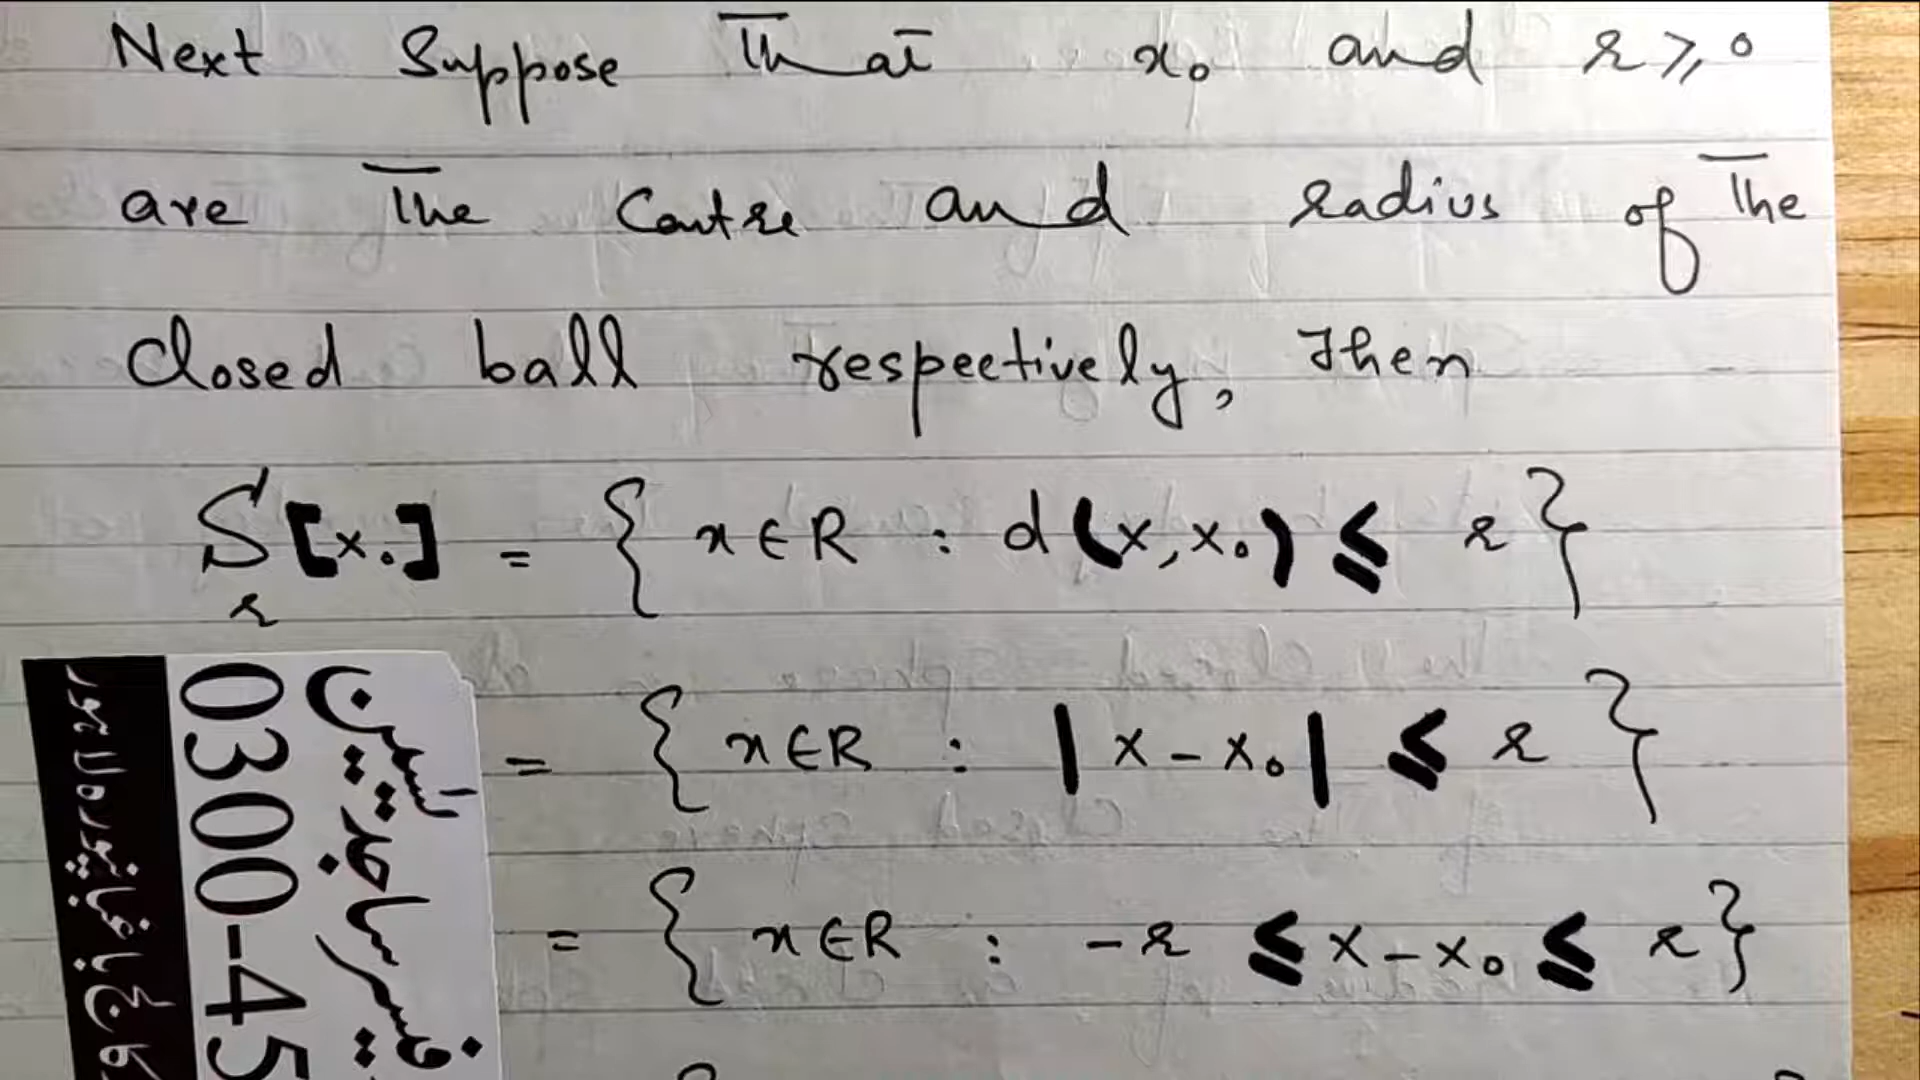 Next Suppose That x₀ and r ⩾ 0
are The Centre and radius of The
Closed ball respectively, Then
Sᵣ[x₀] = { x ∈ R : d(x, x₀) ⩽ r }
= { x ∈ R : | x - x₀ | ⩽ r }
= { x ∈ R : - r ⩽ x - x₀ ⩽ r }
0300-45